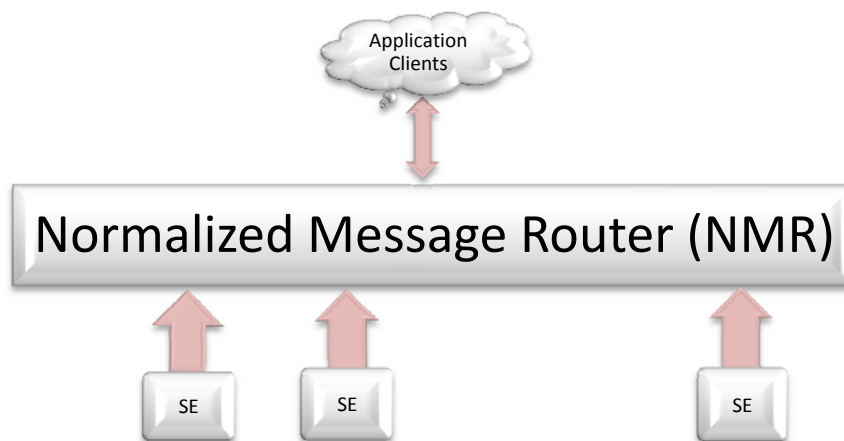 Application
Clients
Normalized Message Router (NMR)
SE
SE
SE